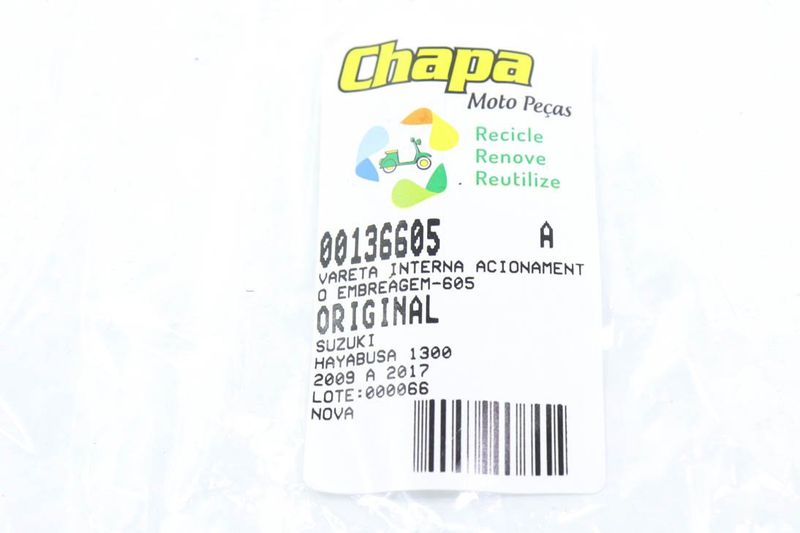 Chapa
Moto Peças
Recicle
Renove
Reutilize
00136605 A
VARETA INTERNA ACIONAMENT
O EMBREAGEM-605
ORIGINAL
SUZUKI
HAYABUSA 1300
2009 A 2017
LOTE:000066
NOVA